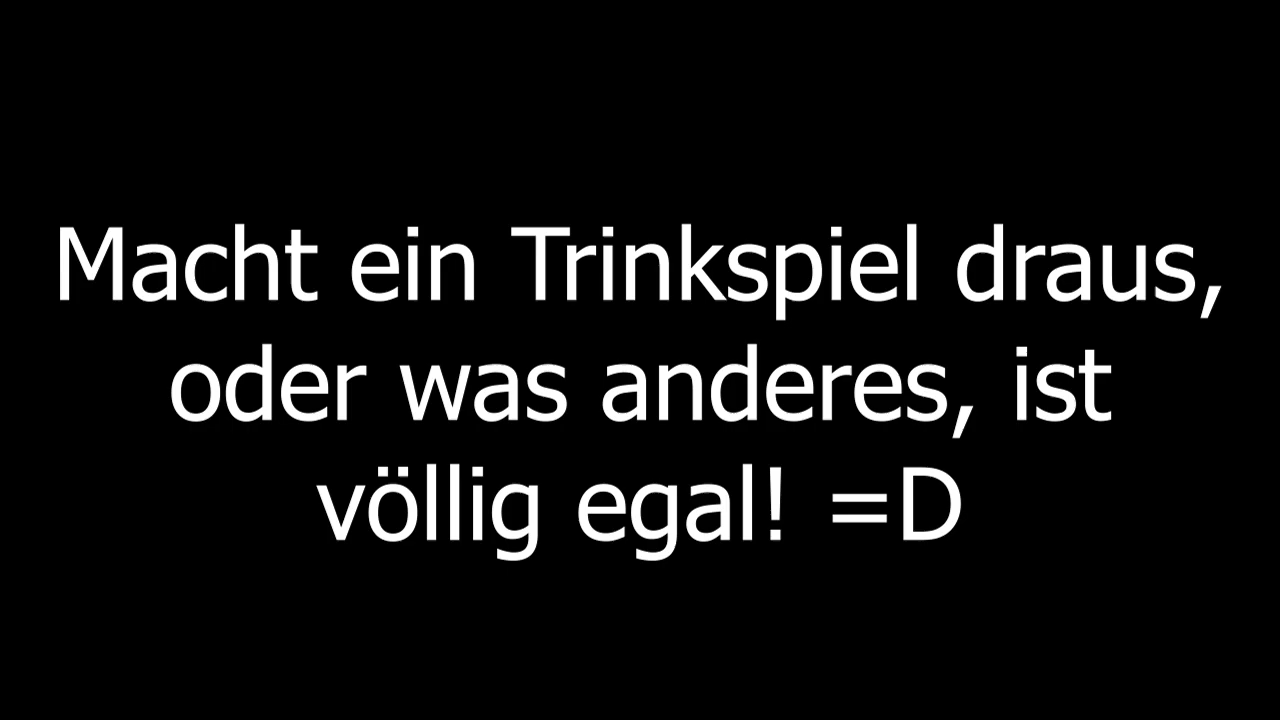 Macht ein Trinkspiel draus,
oder was anderes, ist
völlig egal! =D